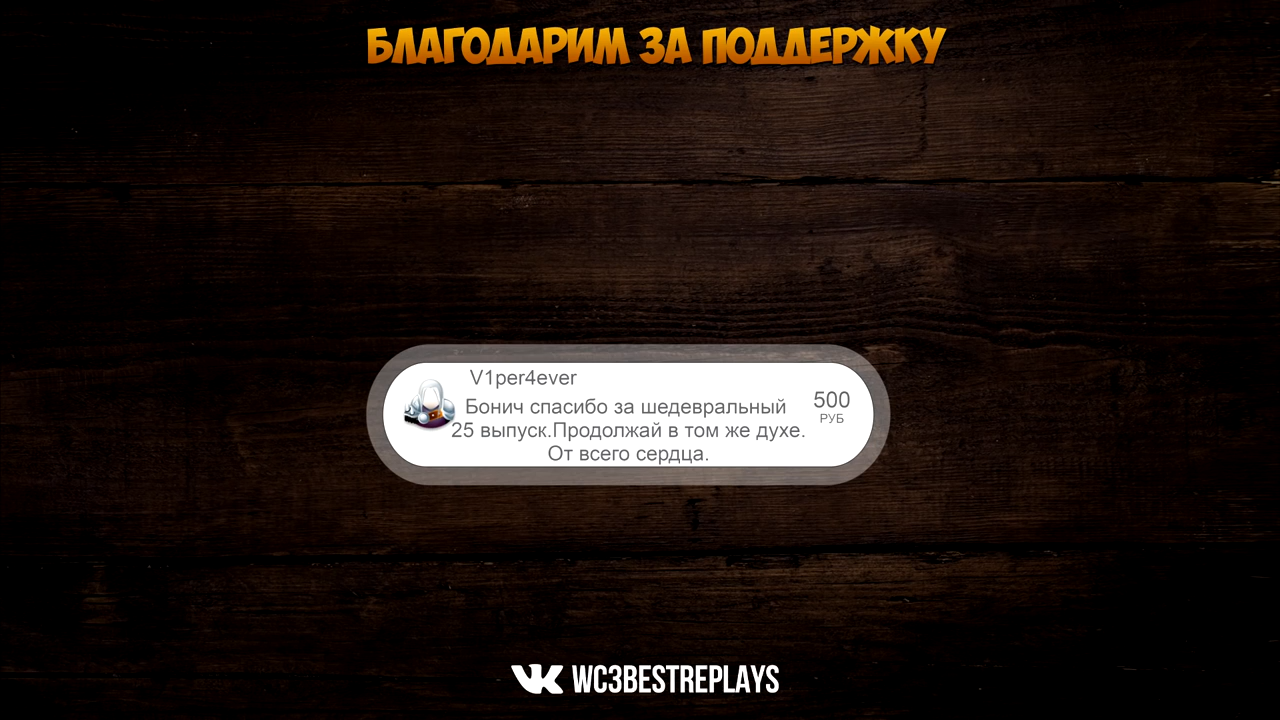 БЛАГОДАРИМ ЗА ПОДДЕРЖКУ
V1per4ever
Бонич спасибо за шедевральный
25 выпуск.Продолжай в том же духе.
От всего сердца.
500
РУБ
WC3BESTREPLAYS